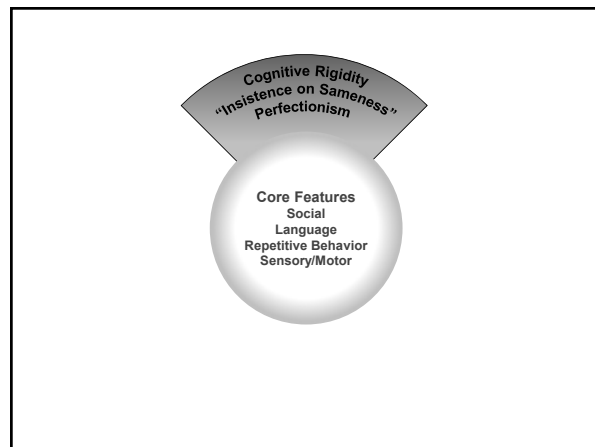 Cognitive Rigidity
“Insistence on Sameness”
Perfectionism
Core Features
Social
Language
Repetitive Behavior
Sensory/Motor